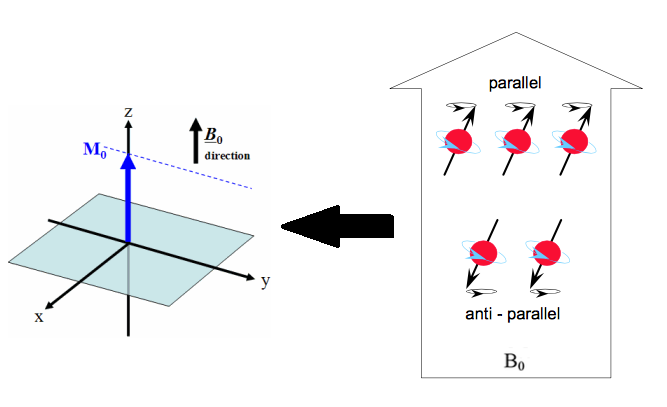 z
M₀
B₀
direction
y
x
parallel
anti - parallel
B₀